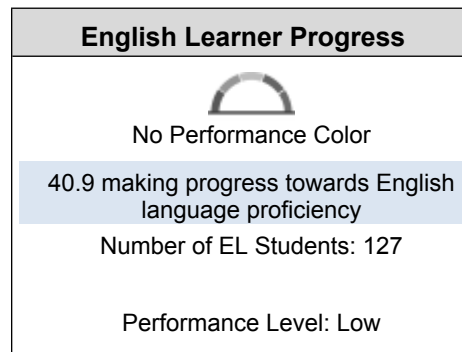 English Learner Progress
No Performance Color
40.9 making progress towards English
language proficiency
Number of EL Students: 127
Performance Level: Low